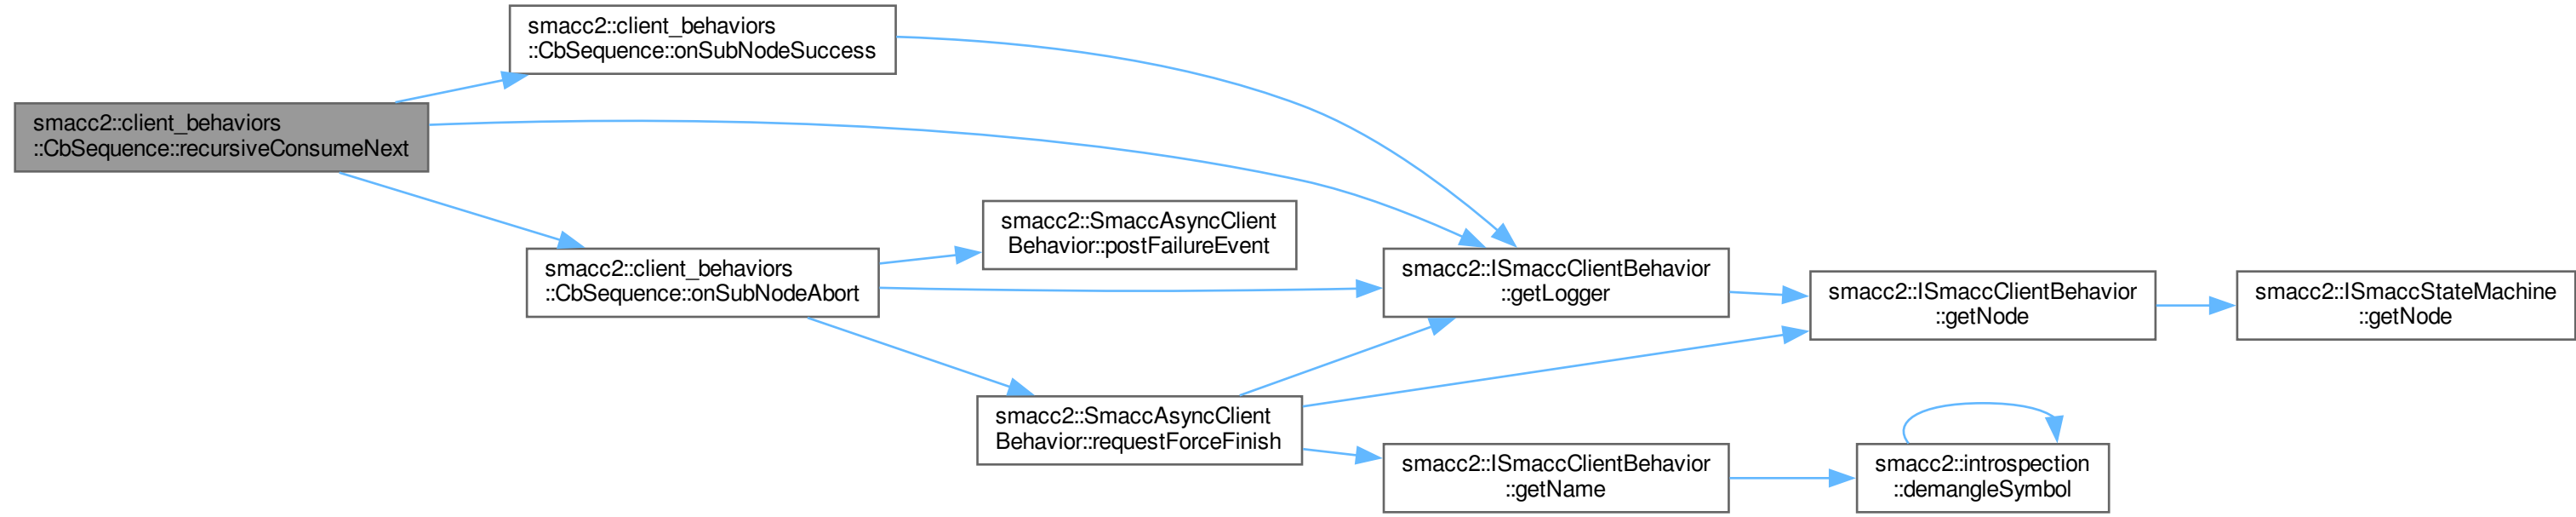 smacc2::client_behaviors
::CbSequence::recursiveConsumeNext
smacc2::client_behaviors
::CbSequence::onSubNodeSuccess
smacc2::client_behaviors
::CbSequence::onSubNodeAbort
smacc2::SmaccAsyncClient
Behavior::postFailureEvent
smacc2::SmaccAsyncClient
Behavior::requestForceFinish
smacc2::ISmaccClientBehavior
::getLogger
smacc2::ISmaccClientBehavior
::getName
smacc2::ISmaccClientBehavior
::getNode
smacc2::introspection
::demangleSymbol
smacc2::ISmaccStateMachine
::getNode